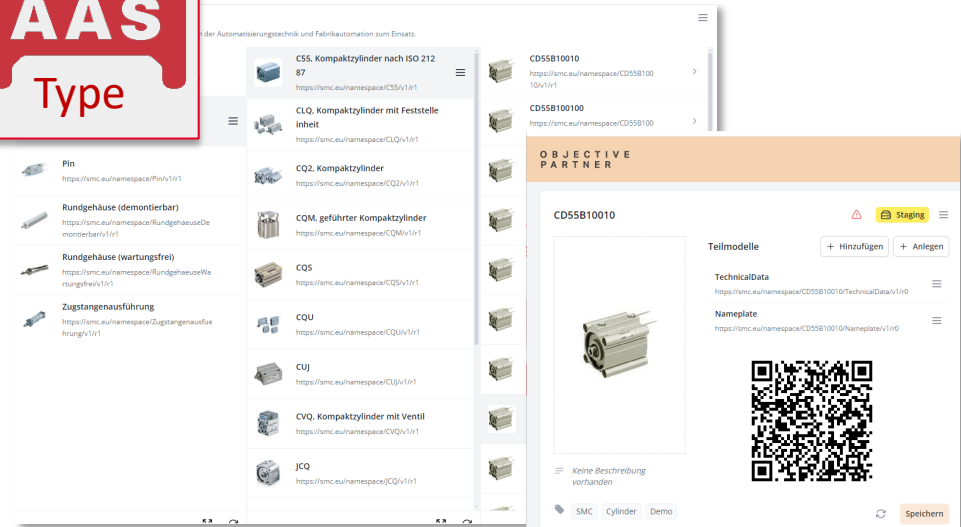 AAS
Type
der Automatisierungstechnik und Fabrikautomation zum Einsatz.
Pin
https://smc.eu/namespace/Pin/v1/r1
Rundgehäuse (demontierbar)
https://smc.eu/namespace/RundgehaeuseDe
montierbar/v1/r1
Rundgehäuse (wartungsfrei)
https://smc.eu/namespace/RundgehaeuseWa
rtungsfrei/v1/r1
Zugstangenausführung
https://smc.eu/namespace/Zugstangenausfue
hrung/v1/r1
C55, Kompaktzylinder nach ISO 212
87
https://smc.eu/namespace/C55/v1/r1
CLQ, Kompaktzylinder mit Feststelle
inheit
https://smc.eu/namespace/CLQ/v1/r1
CQ2, Kompaktzylinder
https://smc.eu/namespace/CQ2/v1/r1
CQM, geführter Kompaktzylinder
https://smc.eu/namespace/CQM/v1/r1
CQS
https://smc.eu/namespace/CQS/v1/r1
CQU
https://smc.eu/namespace/CQU/v1/r1
CUJ
https://smc.eu/namespace/CUJ/v1/r1
CVQ, Kompaktzylinder mit Ventil
https://smc.eu/namespace/CVQ/v1/r1
JCQ
https://smc.eu/namespace/JCQ/v1/r1
CD55B10010
https://smc.eu/namespace/CD55B100
10/v1/r1
CD55B100100
https://smc.eu/namespace/CD55B100
OBJECTIVE
PARTNER
CD55B10010
Staging
Teilmodelle
+ Hinzufügen
+ Anlegen
TechnicalData
https://smc.eu/namespace/CD55B10010/TechnicalData/v1/r0
Nameplate
https://smc.eu/namespace/CD55B10010/Nameplate/v1/r0
Keine Beschreibung
vorhanden
SMC
Cylinder
Demo
Speichern